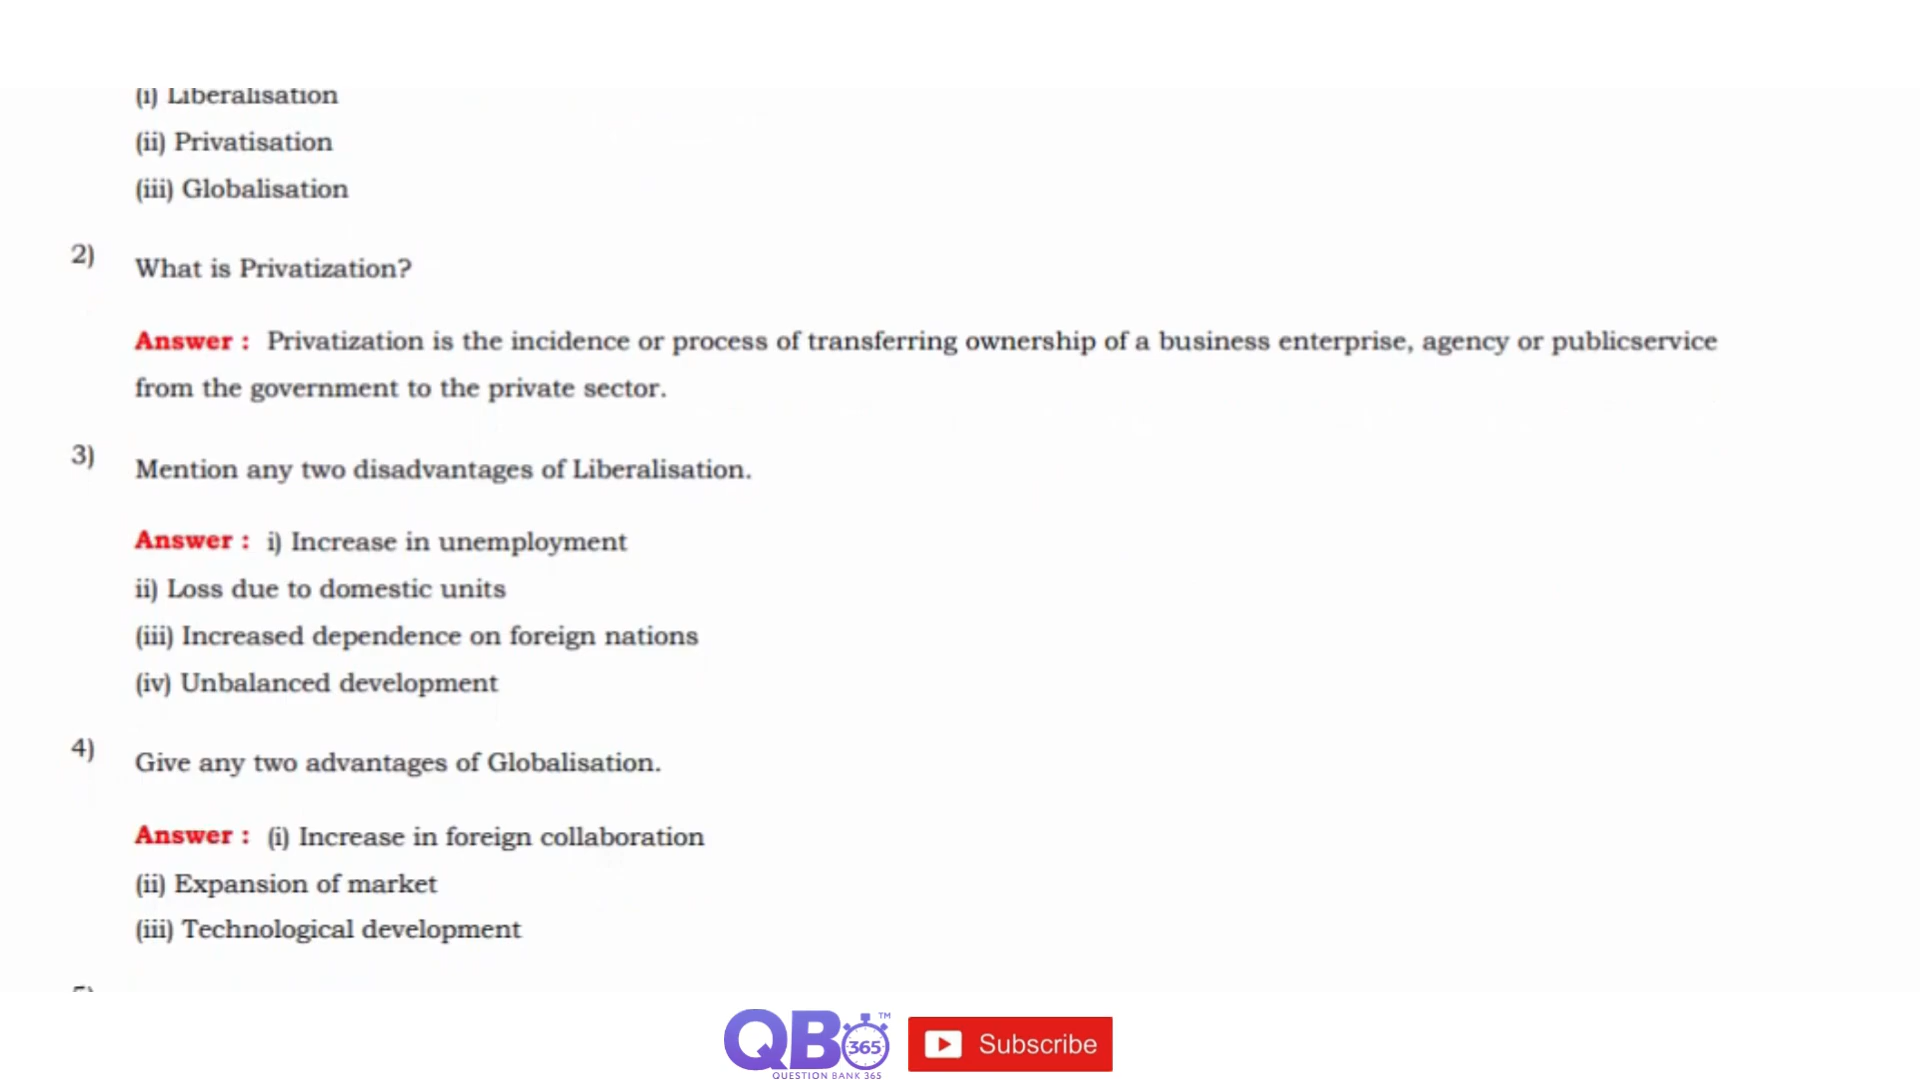 (i) Liberalisation
(ii) Privatisation
(iii) Globalisation
2)
What is Privatization?
Answer : Privatization is the incidence or process of transferring ownership of a business enterprise, agency or publicservice
from the government to the private sector.
3)
Mention any two disadvantages of Liberalisation.
Answer : i) Increase in unemployment
ii) Loss due to domestic units
(iii) Increased dependence on foreign nations
(iv) Unbalanced development
4)
Give any two advantages of Globalisation.
Answer : (i) Increase in foreign collaboration
(ii) Expansion of market
(iii) Technological development
QB 365 TM
QUESTION BANK 365
Subscribe